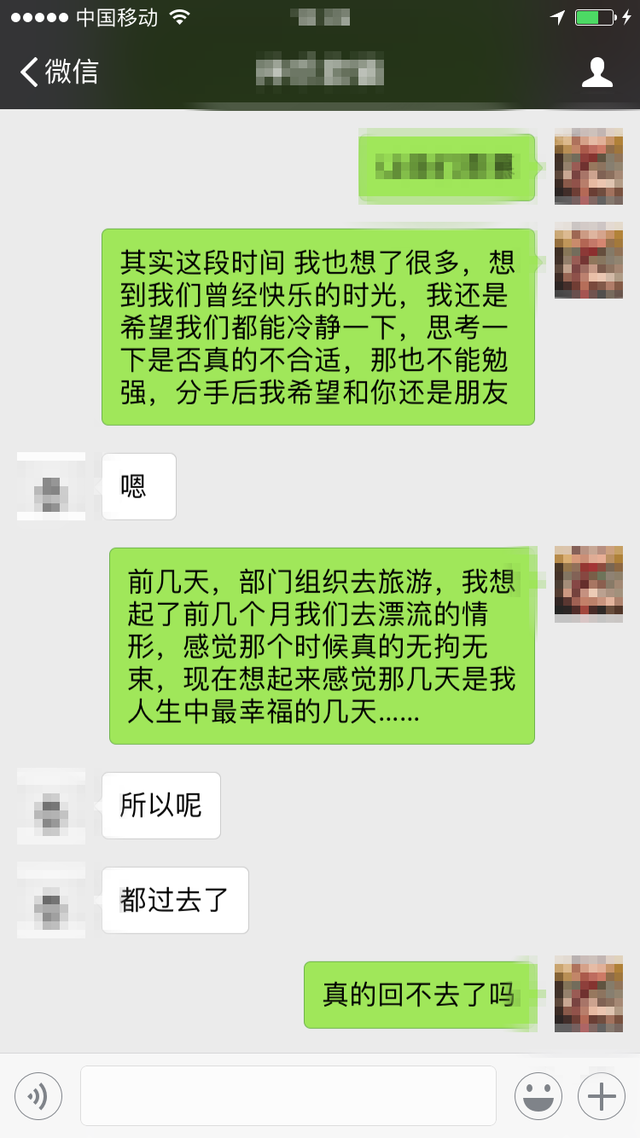 中国移动
微信
其实这段时间 我也想了很多，想
到我们曾经快乐的时光，我还是
希望我们都能冷静一下，思考一
下是否真的不合适，那也不能勉
强，分手后我希望和你还是朋友
嗯
前几天，部门组织去旅游，我想
起了前几个月我们去漂流的情
形，感觉那个时候真的无拘无
束，现在想起来感觉那几天是我
人生中最幸福的几天……
所以呢
都过去了
真的回不去了吗